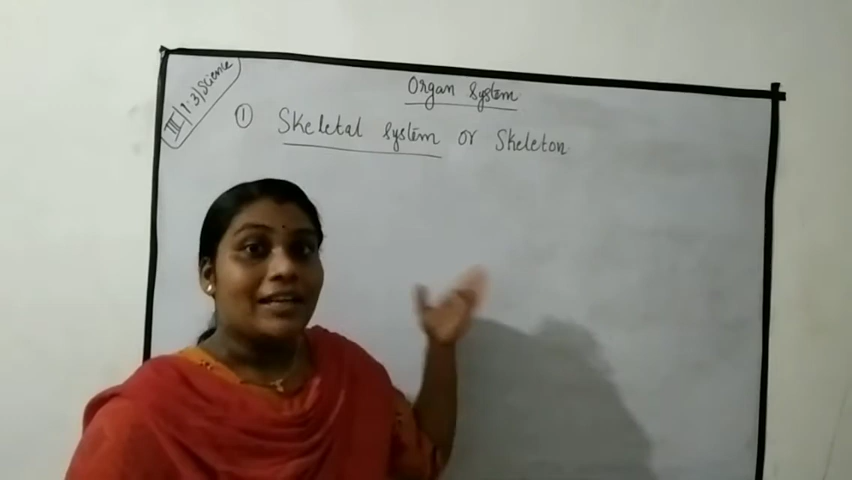 III (1.3) Science
Organ System
① Skeletal System or Skeleton